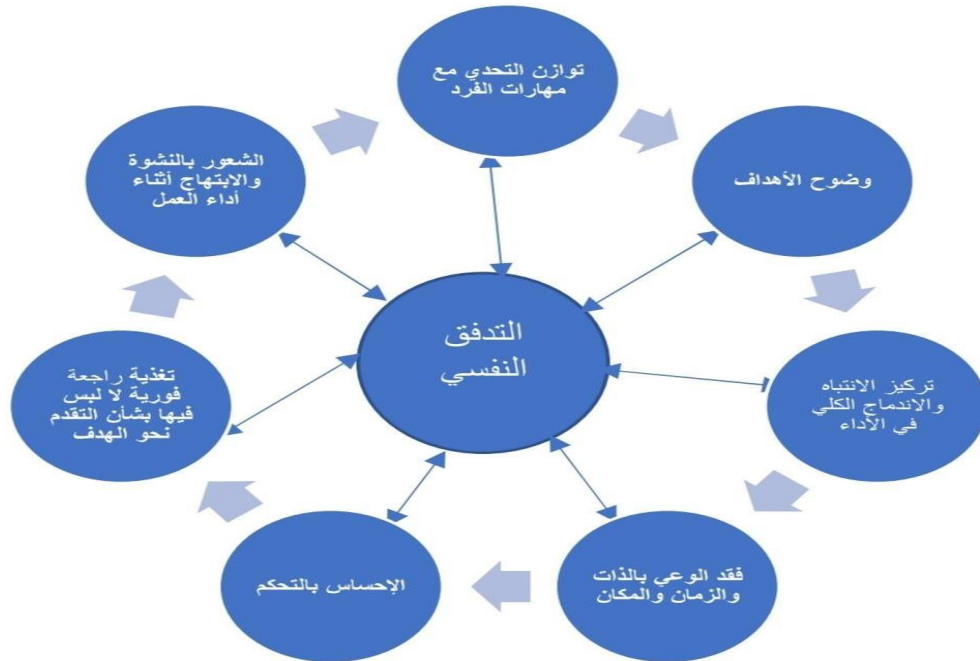 توازن التحدي مع
مهارات الفرد
وضوح الأهداف
تركيز الانتباه
والاندماج الكلي
في الأداء
فقد الوعي بالذات
والزمان والمكان
الإحساس بالتحكم
تغذية راجعة
فورية لا لبس
فيها بشأن التقدم
نحو الهدف
الشعور بالنشوة
والابتهاج أثناء
أداء العمل
التدفق
النفسي